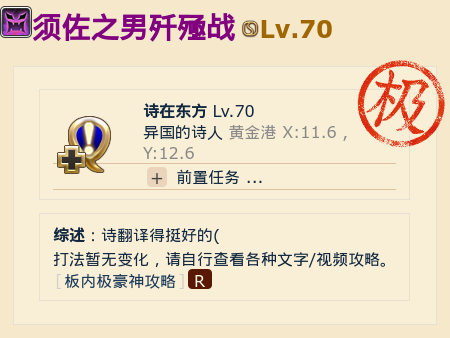 须佐之男歼殛战 Lv.70
极
诗在东方 Lv.70
异国的诗人 黄金港 X:11.6 ,
Y:12.6
+ 前置任务 ...
综述：诗翻译得挺好的(
打法暂无变化，请自行查看各种文字/视频攻略。
[板内极豪神攻略] R